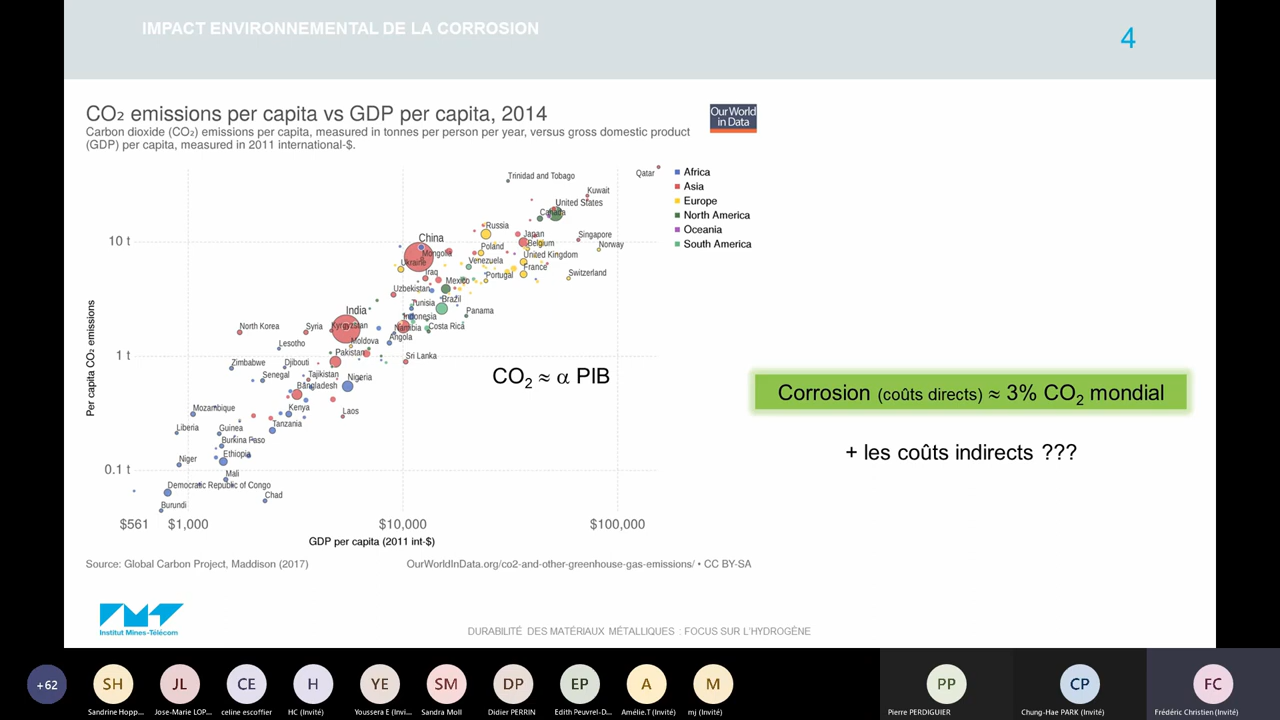 IMPACT ENVIRONNEMENTAL DE LA CORROSION
4
CO₂ emissions per capita vs GDP per capita, 2014
Carbon dioxide (CO₂) emissions per capita, measured in tonnes per person per year, versus gross domestic product
(GDP) per capita, measured in 2011 international-$.
Our World
in Data
Africa
Asia
Europe
North America
Oceania
South America
Per capita CO₂ emissions
10 t
1 t
0.1 t
Qatar
Trinidad and Tobago
Kuwait
United States
Canada
Russia
Japan
Singapore
China
Belgium
Norway
Poland
Mongolia
United Kingdom
Ukraine
Venezuela
France
Iraq
Portugal
Switzerland
Mexico
Uzbekistan
Brazil
Tunisia
India
Panama
Indonesia
North Korea
Syria
Kyrgyzstan
Namibia
Costa Rica
Angola
Lesotho
Moldova
Pakistan
Sri Lanka
Zimbabwe
Djibouti
Senegal
Tajikistan
Nigeria
Bangladesh
Mozambique
Kenya
Laos
Liberia
Guinea
Tanzania
Burkina Faso
Niger
Ethiopia
Mali
Democratic Republic of Congo
Chad
Burundi
$561
$1,000
$10,000
$100,000
GDP per capita (2011 int-$)
CO₂ ≈ α PIB
Corrosion (coûts directs) ≈ 3% CO₂ mondial
+ les coûts indirects ???
Source: Global Carbon Project, Maddison (2017)
OurWorldInData.org/co2-and-other-greenhouse-gas-emissions/ • CC BY-SA
Institut Mines-Télécom
DURABILITÉ DES MATÉRIAUX MÉTALLIQUES : FOCUS SUR L'HYDROGÈNE
+62
SH
JL
CE
H
YE
SM
DP
EP
A
M
PP
CP
FC
Sandrine Hopp...
Jose-Marie LOP...
celine escoffier
HC (Invité)
Youssera E (Invi...
Sandra Moll
Didier PERRIN
Edith Peuvrel-D...
Amélie.T (Invité)
mj (Invité)
Pierre PERDIGUIER
Chung-Hae PARK (Invité)
Frédéric Christien (Invité)